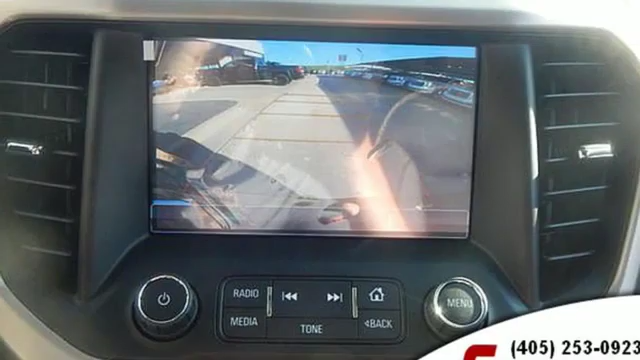 RADIO
MEDIA
TONE
<BACK
MENU
(405) 253-0923